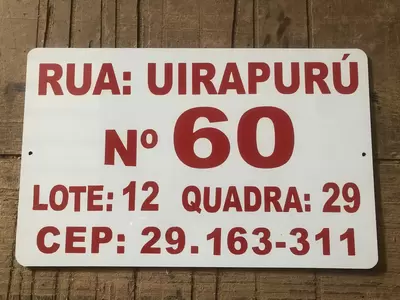 RUA: UIRAPURÚ
Nº 60
LOTE: 12 QUADRA: 29
CEP: 29.163-311